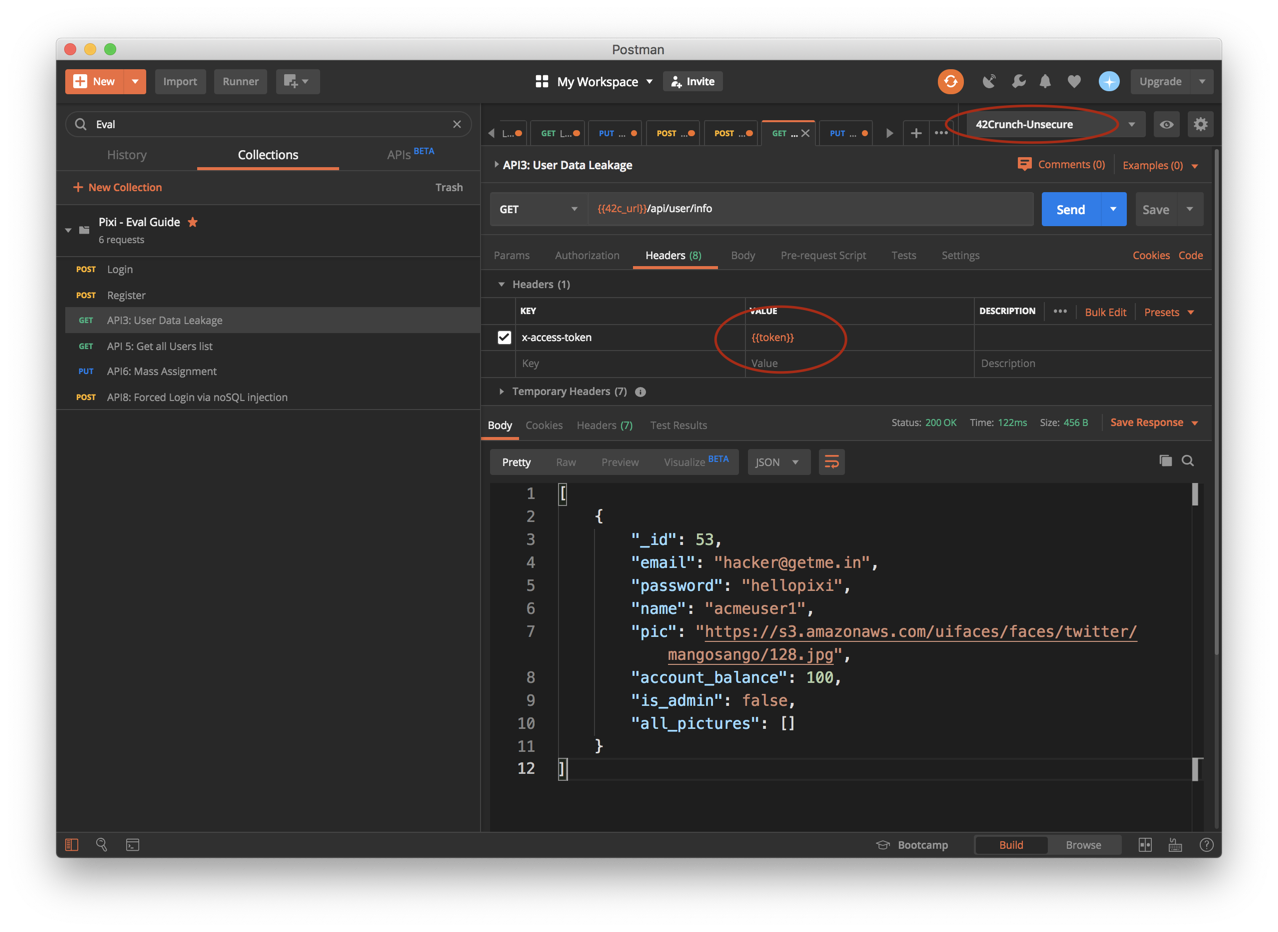 Postman
New
Import
Runner
My Workspace
Invite
Upgrade
Eval
L...
GET L...
PUT ...
POST ...
POST ...
GET ...
PUT ...
42Crunch-Unsecure
History
Collections
APIs BETA
New Collection
Trash
Pixi - Eval Guide
6 requests
POST Login
POST Register
GET API3: User Data Leakage
GET API 5: Get all Users list
PUT API6: Mass Assignment
POST API8: Forced Login via noSQL injection
API3: User Data Leakage
Comments (0)
Examples (0)
GET
{{42c_url}}/api/user/info
Send
Save
Params
Authorization
Headers (8)
Body
Pre-request Script
Tests
Settings
Cookies
Code
Headers (1)
KEY
VALUE
DESCRIPTION
Bulk Edit
Presets
x-access-token
{{token}}
Key
Value
Description
Temporary Headers (7)
Body
Cookies
Headers (7)
Test Results
Status: 200 OK
Time: 122ms
Size: 456 B
Save Response
Pretty
Raw
Preview
Visualize BETA
JSON
1 [
2 {
3 "_id": 53,
4 "email": "hacker@getme.in",
5 "password": "hellopixi",
6 "name": "acmeuser1",
7 "pic": "https://s3.amazonaws.com/uifaces/faces/twitter/
mangosango/128.jpg",
8 "account_balance": 100,
9 "is_admin": false,
10 "all_pictures": []
11 }
12 ]
Bootcamp
Build
Browse